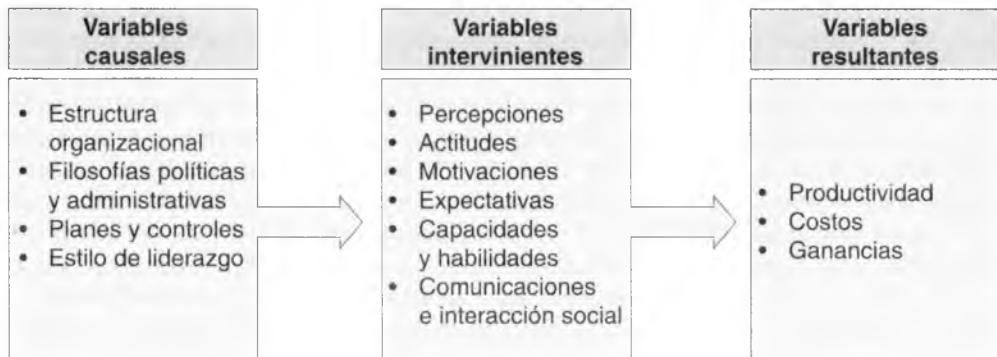 Variables
causales
• Estructura
organizacional
• Filosofías políticas
y administrativas
• Planes y controles
• Estilo de liderazgo
Variables
intervinientes
• Percepciones
• Actitudes
• Motivaciones
• Expectativas
• Capacidades
y habilidades
• Comunicaciones
e interacción social
Variables
resultantes
• Productividad
• Costos
• Ganancias